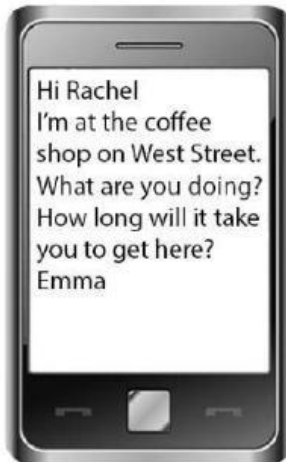 Hi Rachel
I'm at the coffee
shop on West Street.
What are you doing?
How long will it take
you to get here?
Emma